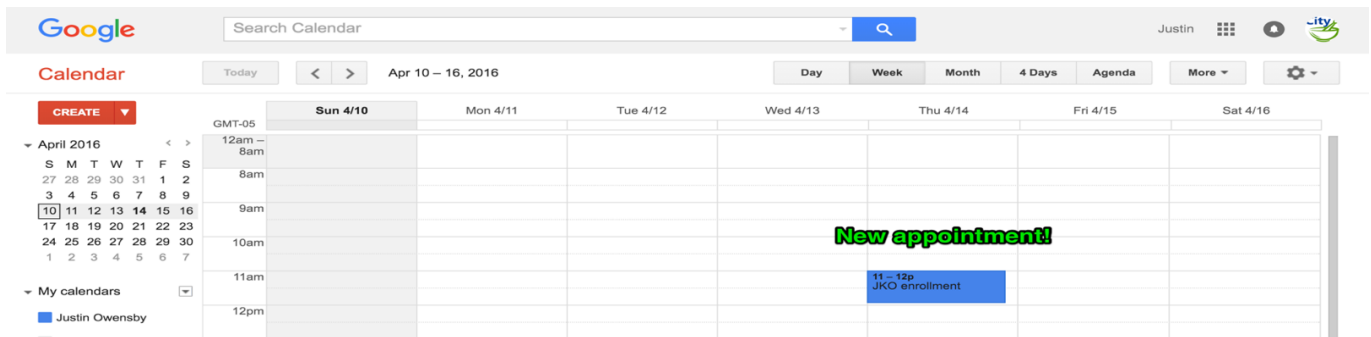 Google
Search Calendar
Justin
city
Calendar
Today
< >
Apr 10 – 16, 2016
Day Week Month 4 Days Agenda
More
CREATE
Sun 4/10 Mon 4/11 Tue 4/12 Wed 4/13 Thu 4/14 Fri 4/15 Sat 4/16
GMT-05
April 2016 < >
S M T W T F S
27 28 29 30 31 1 2
3 4 5 6 7 8 9
10 11 12 13 14 15 16
17 18 19 20 21 22 23
24 25 26 27 28 29 30
1 2 3 4 5 6 7
My calendars
Justin Owensby
12am –
8am
8am
9am
10am
11am
12pm
New appointment!
11 – 12p
JKO enrollment